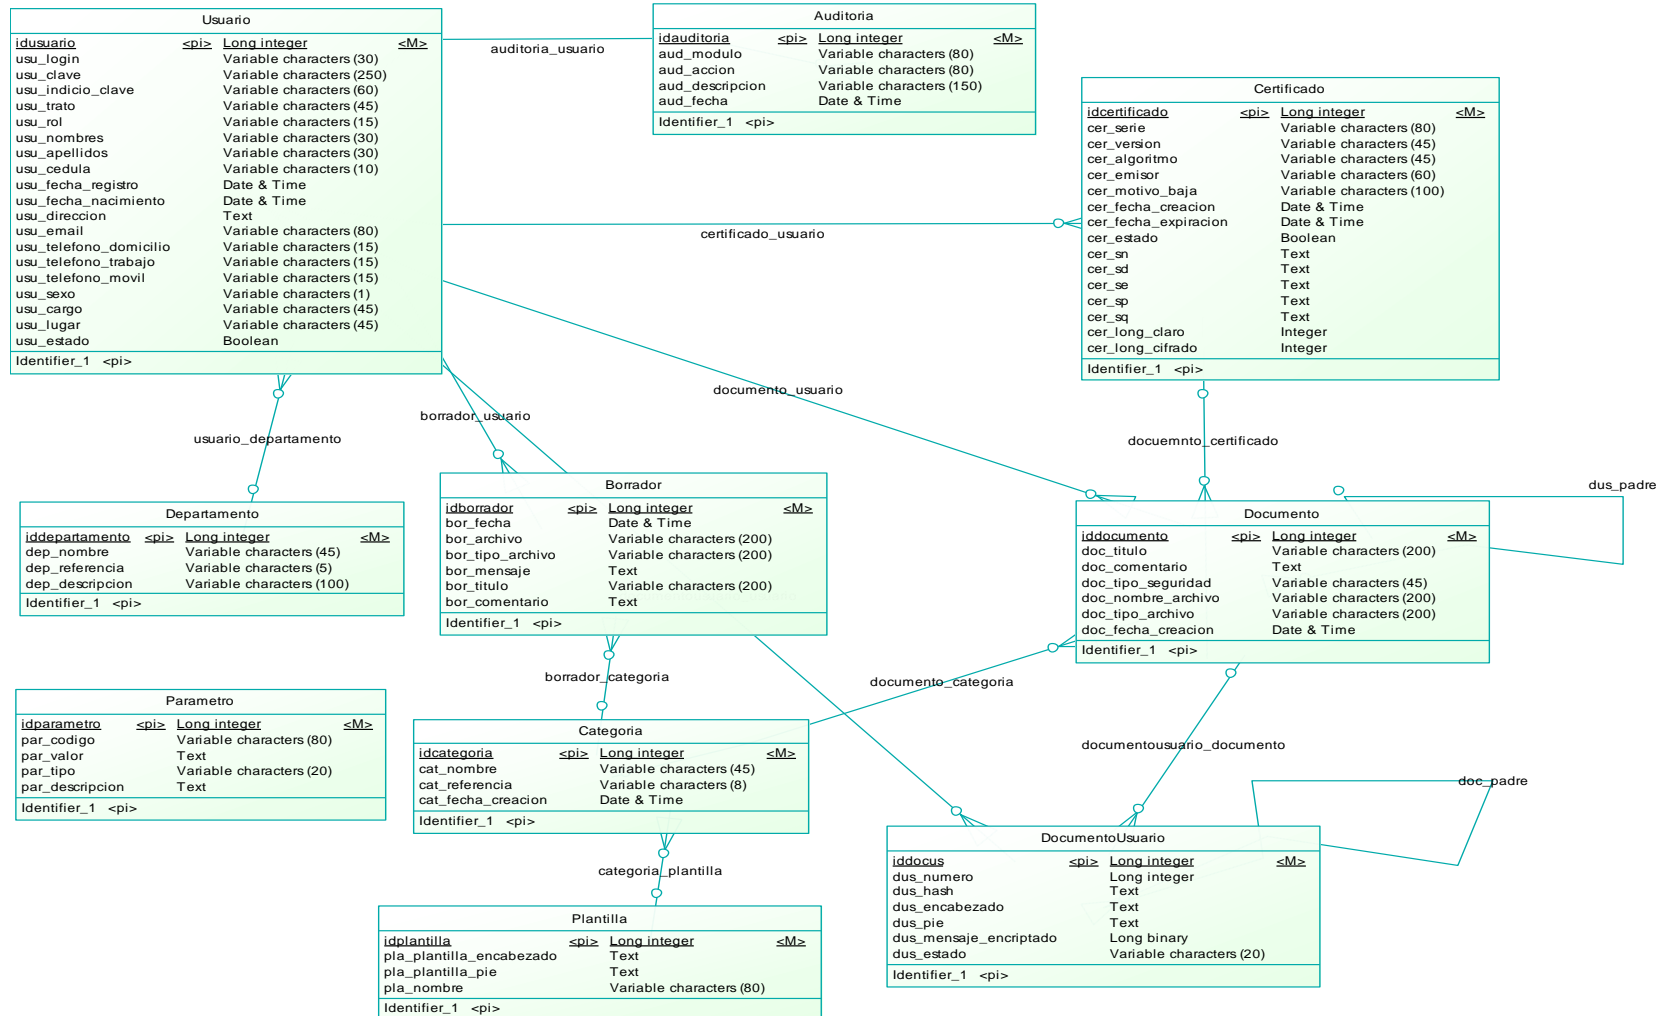 Usuario
idusuario <pi> Long integer <M>
usu_login Variable characters (30)
usu_clave Variable characters (250)
usu_indicio_clave Variable characters (60)
usu_trato Variable characters (45)
usu_rol Variable characters (15)
usu_nombres Variable characters (30)
usu_apellidos Variable characters (30)
usu_cedula Variable characters (10)
usu_fecha_registro Date & Time
usu_fecha_nacimiento Date & Time
usu_direccion Text
usu_email Variable characters (80)
usu_telefono_domicilio Variable characters (15)
usu_telefono_trabajo Variable characters (15)
usu_telefono_movil Variable characters (15)
usu_sexo Variable characters (1)
usu_cargo Variable characters (45)
usu_lugar Variable characters (45)
usu_estado Boolean
Identifier_1 <pi>
auditoria_usuario
Auditoria
idauditoria <pi> Long integer <M>
aud_modulo Variable characters (80)
aud_accion Variable characters (80)
aud_descripcion Variable characters (150)
aud_fecha Date & Time
Identifier_1 <pi>
certificado_usuario
Certificado
idcertificado <pi> Long integer <M>
cer_serie Variable characters (80)
cer_version Variable characters (45)
cer_algoritmo Variable characters (45)
cer_emisor Variable characters (60)
cer_motivo_baja Variable characters (100)
cer_fecha_creacion Date & Time
cer_fecha_expiracion Date & Time
cer_estado Boolean
cer_sn Text
cer_sd Text
cer_se Text
cer_sp Text
cer_sq Text
cer_long_claro Integer
cer_long_cifrado Integer
Identifier_1 <pi>
documento_usuario
borrador_usuario
usuario_departamento
docuemnto_certificado
dus_padre
Departamento
iddepartamento <pi> Long integer <M>
dep_nombre Variable characters (45)
dep_referencia Variable characters (5)
dep_descripcion Variable characters (100)
Identifier_1 <pi>
Borrador
idborrador <pi> Long integer <M>
bor_fecha Date & Time
bor_archivo Variable characters (200)
bor_tipo_archivo Variable characters (200)
bor_mensaje Text
bor_titulo Variable characters (200)
bor_comentario Text
Identifier_1 <pi>
Documento
iddocumento <pi> Long integer <M>
doc_titulo Variable characters (200)
doc_comentario Text
doc_tipo_seguridad Variable characters (45)
doc_nombre_archivo Variable characters (200)
doc_tipo_archivo Variable characters (200)
doc_fecha_creacion Date & Time
Identifier_1 <pi>
borrador_categoria
documento_categoria
Parametro
idparametro <pi> Long integer <M>
par_codigo Variable characters (80)
par_valor Text
par_tipo Variable characters (20)
par_descripcion Text
Identifier_1 <pi>
Categoria
idcategoria <pi> Long integer <M>
cat_nombre Variable characters (45)
cat_referencia Variable characters (8)
cat_fecha_creacion Date & Time
Identifier_1 <pi>
documentousuario_documento
doc_padre
categoria_plantilla
DocumentoUsuario
iddocus <pi> Long integer <M>
dus_numero Long integer
dus_hash Text
dus_encabezado Text
dus_pie Text
dus_mensaje_encriptado Long binary
dus_estado Variable characters (20)
Identifier_1 <pi>
Plantilla
idplantilla <pi> Long integer <M>
pla_plantilla_encabezado Text
pla_plantilla_pie Text
pla_nombre Variable characters (80)
Identifier_1 <pi>